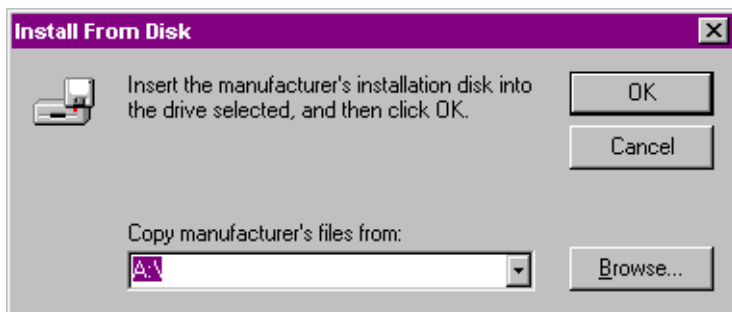 Install From Disk
Insert the manufacturer's installation disk into
the drive selected, and then click OK.
OK
Cancel
Copy manufacturer's files from:
A:\
Browse...